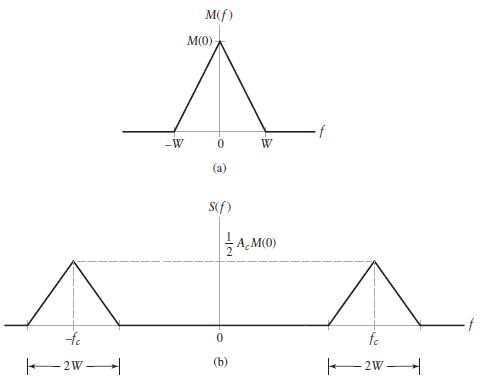 M(f)
M(0)
f
–W 0 W
(a)
S(f)
1/2 A_c M(0)
f
–f_c 0 f_c
2W (b) 2W